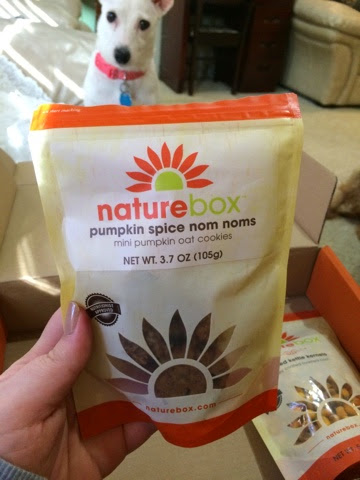 naturebox
pumpkin spice nom noms
mini pumpkin oat cookies
NET WT. 3.7 OZ (105g)
naturebox.com
naturebox